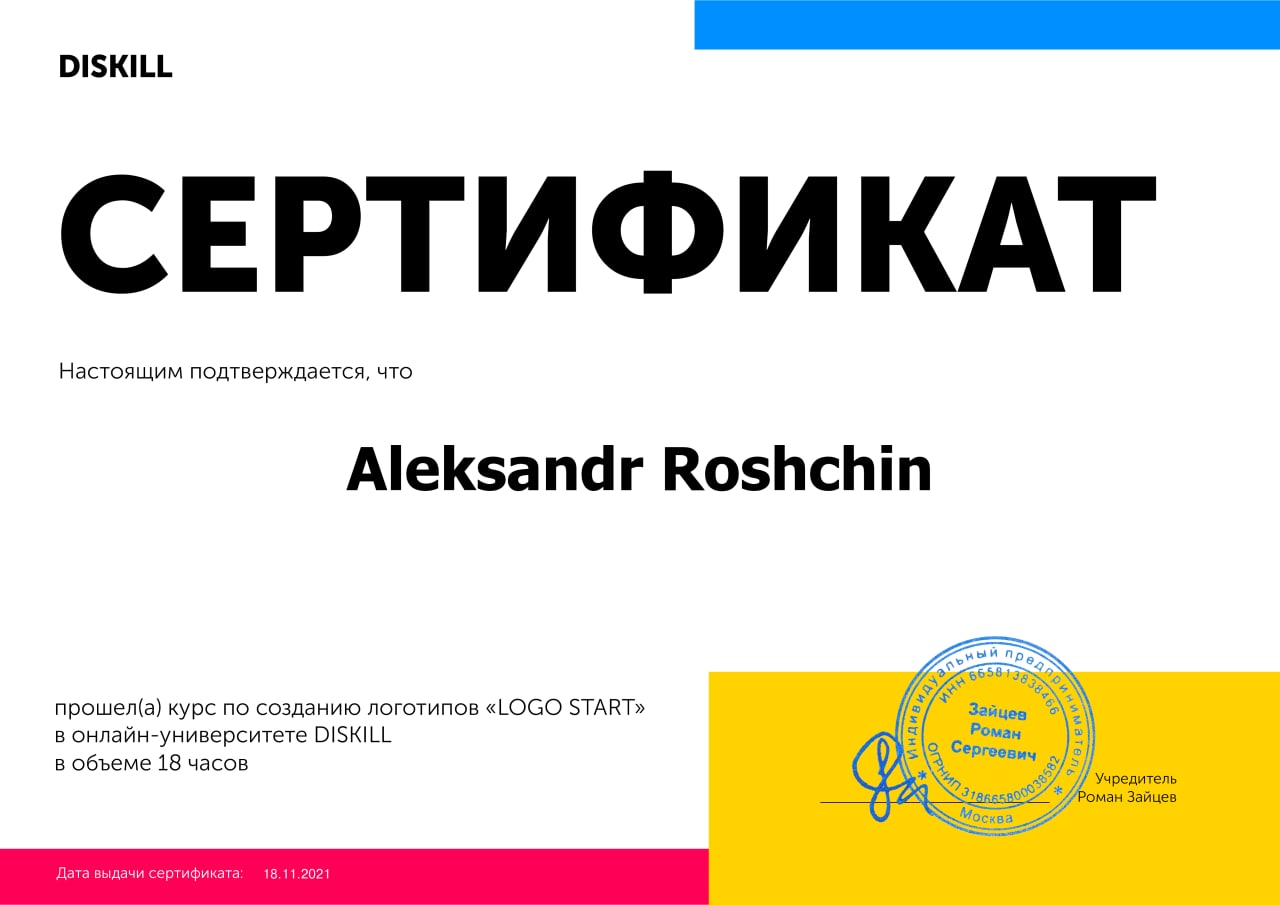 DISKILL
СЕРТИФИКАТ
Настоящим подтверждается, что
Aleksandr Roshchin
прошел(а) курс по созданию логотипов «LOGO START»
в онлайн-университете DISKILL
в объеме 18 часов
Индивидуальный предприниматель
ИНН 665813838466
Зайцев
Роман
Сергеевич
ОГРНИП 318665800038582
* Москва *
Учредитель
Роман Зайцев
Дата выдачи сертификата: 18.11.2021